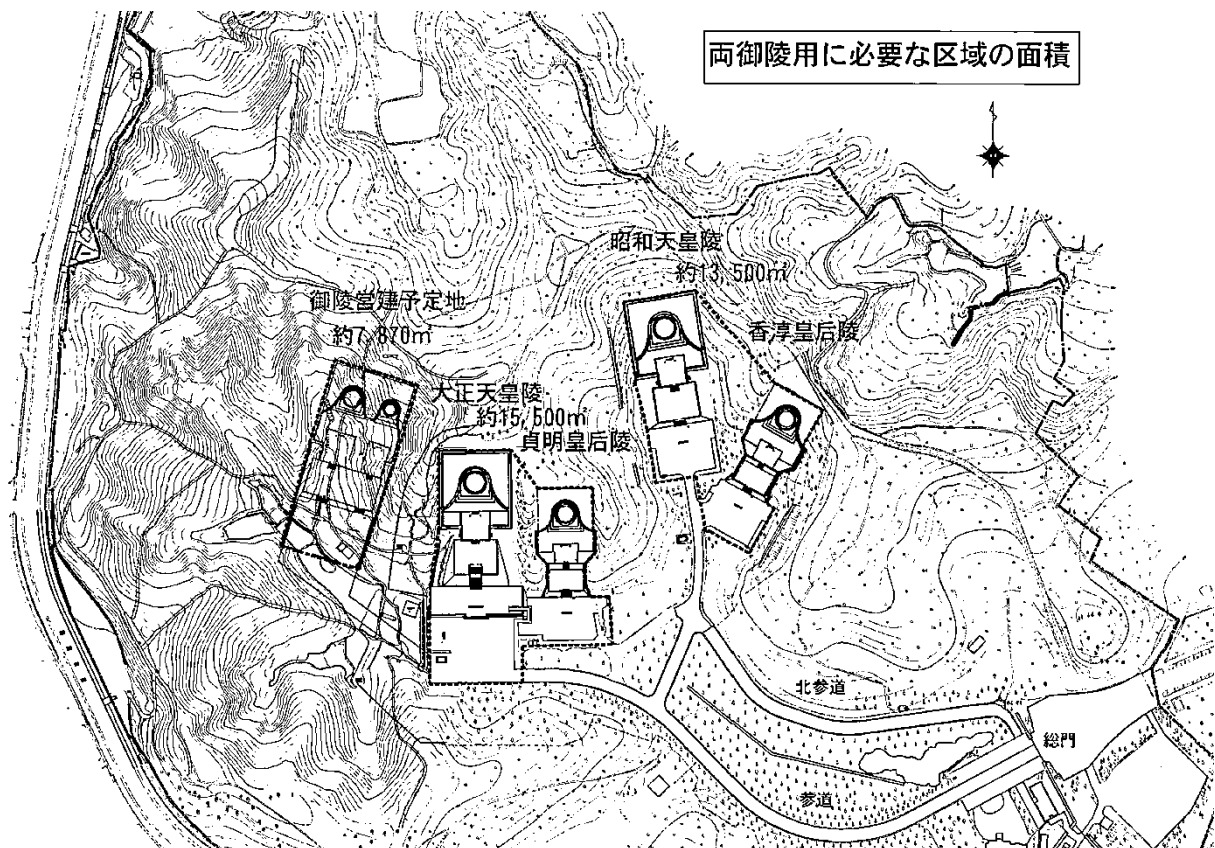 両御陵用に必要な区域の面積
昭和天皇陵
約13,500㎡
香淳皇后陵
御陵営建予定地
約7,870㎡
大正天皇陵
約15,500㎡
貞明皇后陵
北参道
総門
参道